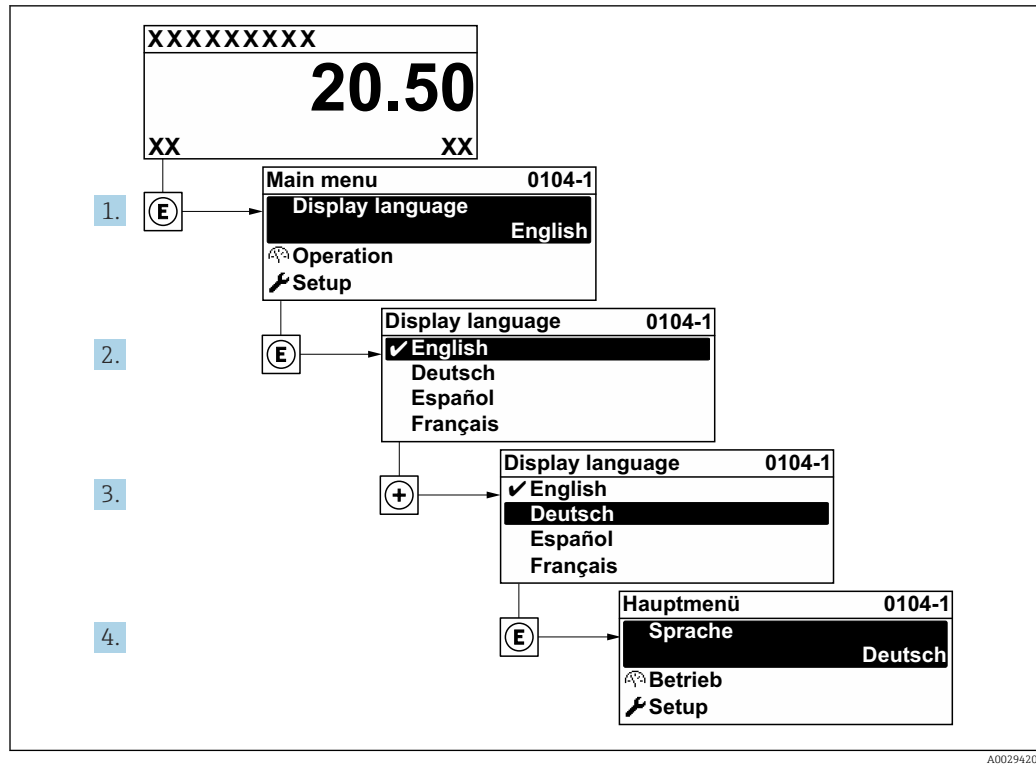 XXXXXXXXX
20.50
XX XX
1. E
Main menu 0104-1
Display language
English
Operation
Setup
2. E
Display language 0104-1
✔English
Deutsch
Español
Français
3. +
Display language 0104-1
✔English
Deutsch
Español
Français
4. E
Hauptmenü 0104-1
Sprache
Deutsch
Betrieb
Setup
A0029420